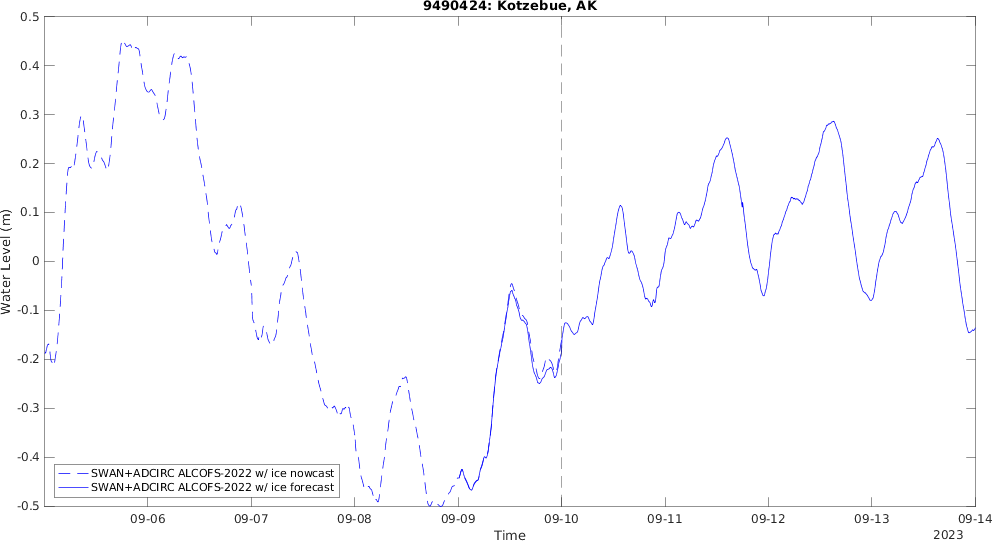 9490424: Kotzebue, AK
Water Level (m)
0.5
0.4
0.3
0.2
0.1
0
-0.1
-0.2
-0.3
-0.4
-0.5
SWAN+ADCIRC ALCOFS-2022 w/ ice nowcast
SWAN+ADCIRC ALCOFS-2022 w/ ice forecast
09-06 09-07 09-08 09-09 09-10 09-11 09-12 09-13 09-14
Time
2023